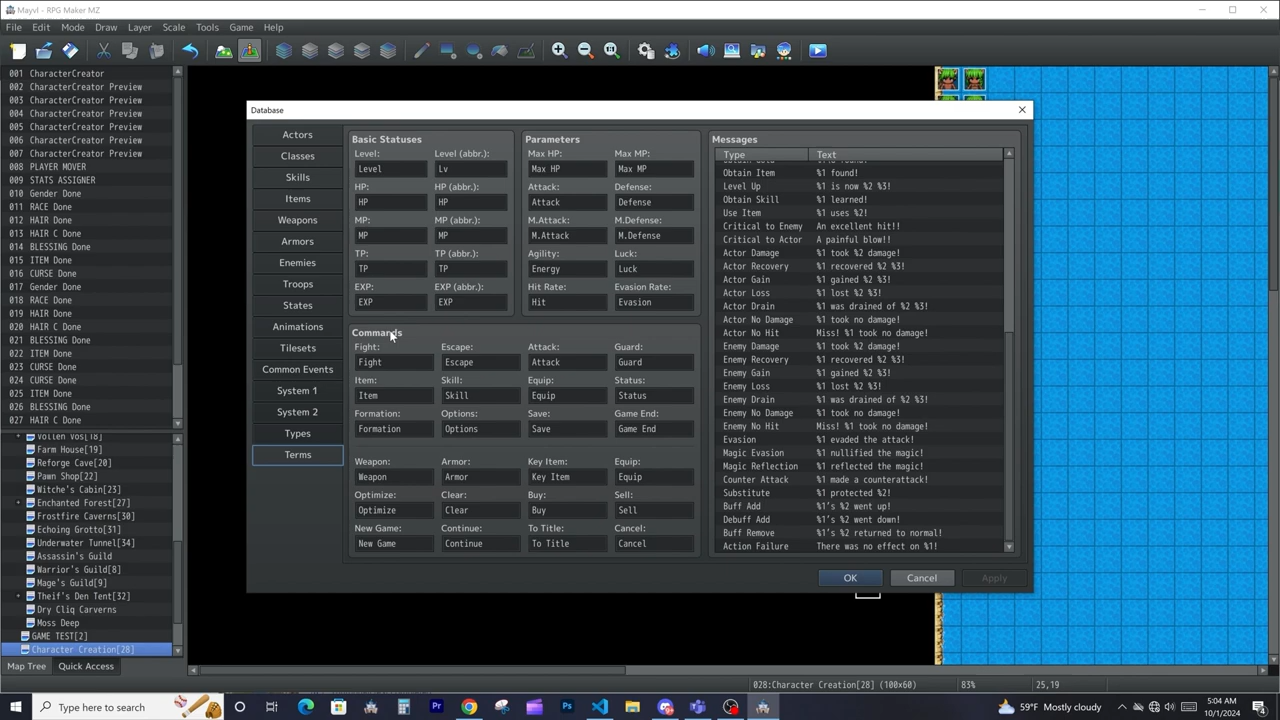 Mayvl - RPG Maker MZ
File Edit Mode Draw Layer Scale Tools Game Help
001 CharacterCreator
002 CharacterCreator Preview
003 CharacterCreator Preview
004 CharacterCreator Preview
005 CharacterCreator Preview
006 CharacterCreator Preview
007 CharacterCreator Preview
008 PLAYER MOVER
009 STATS ASSIGNER
010 Gender Done
011 RACE Done
012 HAIR Done
013 HAIR C Done
014 BLESSING Done
015 ITEM Done
016 CURSE Done
017 Gender Done
018 RACE Done
019 HAIR Done
020 HAIR C Done
021 BLESSING Done
022 ITEM Done
023 CURSE Done
024 CURSE Done
025 ITEM Done
026 BLESSING Done
027 HAIR C Done
Vollen Vos[18]
Farm House[19]
Reforge Cave[20]
Pawn Shop[22]
Witche's Cabin[23]
Enchanted Forest[27]
Frostfire Caverns[30]
Echoing Grotto[31]
Underwater Tunnel[34]
Assassin's Guild
Warrior's Guild[8]
Mage's Guild[9]
Theif's Den Tent[32]
Dry Cliq Carverns
Moss Deep
GAME TEST[2]
Character Creation[28]
Map Tree Quick Access
Database
Actors
Classes
Skills
Items
Weapons
Armors
Enemies
Troops
States
Animations
Tilesets
Common Events
System 1
System 2
Types
Terms
Basic Statuses
Level: Level (abbr.):
Level Lv
HP: HP (abbr.):
HP HP
MP: MP (abbr.):
MP MP
TP: TP (abbr.):
TP TP
EXP: EXP (abbr.):
EXP EXP
Parameters
Max HP: Max MP:
Max HP Max MP
Attack: Defense:
Attack Defense
M.Attack: M.Defense:
M.Attack M.Defense
Agility: Luck:
Energy Luck
Hit Rate: Evasion Rate:
Hit Evasion
Commands
Fight: Escape: Attack: Guard:
Fight Escape Attack Guard
Item: Skill: Equip: Status:
Item Skill Equip Status
Formation: Options: Save: Game End:
Formation Options Save Game End
Weapon: Armor: Key Item: Equip:
Weapon Armor Key Item Equip
Optimize: Clear: Buy: Sell:
Optimize Clear Buy Sell
New Game: Continue: To Title: Cancel:
New Game Continue To Title Cancel
Messages
Type Text
Obtain Item %1 found!
Level Up %1 is now %2 %3!
Obtain Skill %1 learned!
Use Item %1 uses %2!
Critical to Enemy An excellent hit!!
Critical to Actor A painful blow!!
Actor Damage %1 took %2 damage!
Actor Recovery %1 recovered %2 %3!
Actor Gain %1 gained %2 %3!
Actor Loss %1 lost %2 %3!
Actor Drain %1 was drained of %2 %3!
Actor No Damage %1 took no damage!
Actor No Hit Miss! %1 took no damage!
Enemy Damage %1 took %2 damage!
Enemy Recovery %1 recovered %2 %3!
Enemy Gain %1 gained %2 %3!
Enemy Loss %1 lost %2 %3!
Enemy Drain %1 was drained of %2 %3!
Enemy No Damage %1 took no damage!
Enemy No Hit Miss! %1 took no damage!
Evasion %1 evaded the attack!
Magic Evasion %1 nullified the magic!
Magic Reflection %1 reflected the magic!
Counter Attack %1 made a counterattack!
Substitute %1 protected %2!
Buff Add %1's %2 went up!
Debuff Add %1's %2 went down!
Buff Remove %1's %2 returned to normal!
Action Failure There was no effect on %1!
OK Cancel Apply
028:Character Creation[28] (100x60) 83% 25,19
Type here to search
59°F Mostly cloudy
5:04 AM
10/1/2024